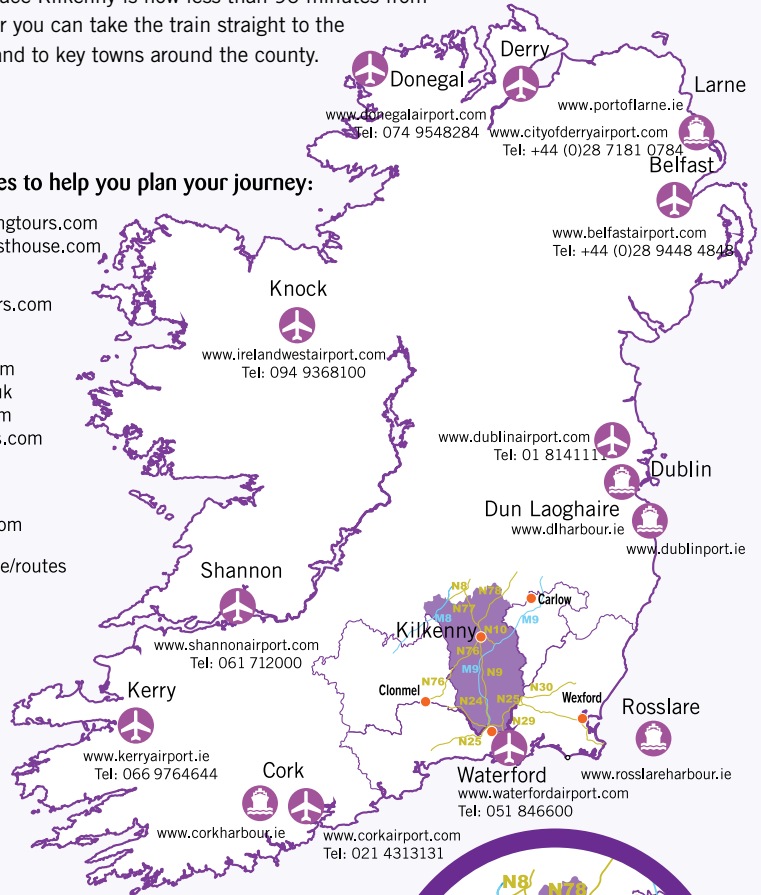 Kilkenny is now less than 90 minutes from
r you can take the train straight to the
and to key towns around the county.
es to help you plan your journey:
ngtours.com
sthouse.com
rs.com
m
uk
m
s.com
om
e/routes
Donegal
www.donegalairport.com
Tel: 074 9548284
Derry
www.cityofderryairport.com
Tel: +44 (0)28 7181 0784
Larne
www.portoflarne.ie
Belfast
www.belfastairport.com
Tel: +44 (0)28 9448 4848
Knock
www.irelandwestairport.com
Tel: 094 9368100
www.dublinairport.com
Tel: 01 8141111
Dublin
Dun Laoghaire
www.dlharbour.ie
www.dublinport.ie
Shannon
www.shannonairport.com
Tel: 061 712000
N8
N78
N77
M8
Carlow
Kilkenny
N10
M9
N76
M9
N9
N76
Clonmel
N24
N25
N30
Wexford
N29
N25
Rosslare
www.rosslareharbour.ie
Waterford
www.waterfordairport.com
Tel: 051 846600
Kerry
www.kerryairport.ie
Tel: 066 9764644
Cork
www.corkharbour.ie
www.corkairport.com
Tel: 021 4313131
N8
N78